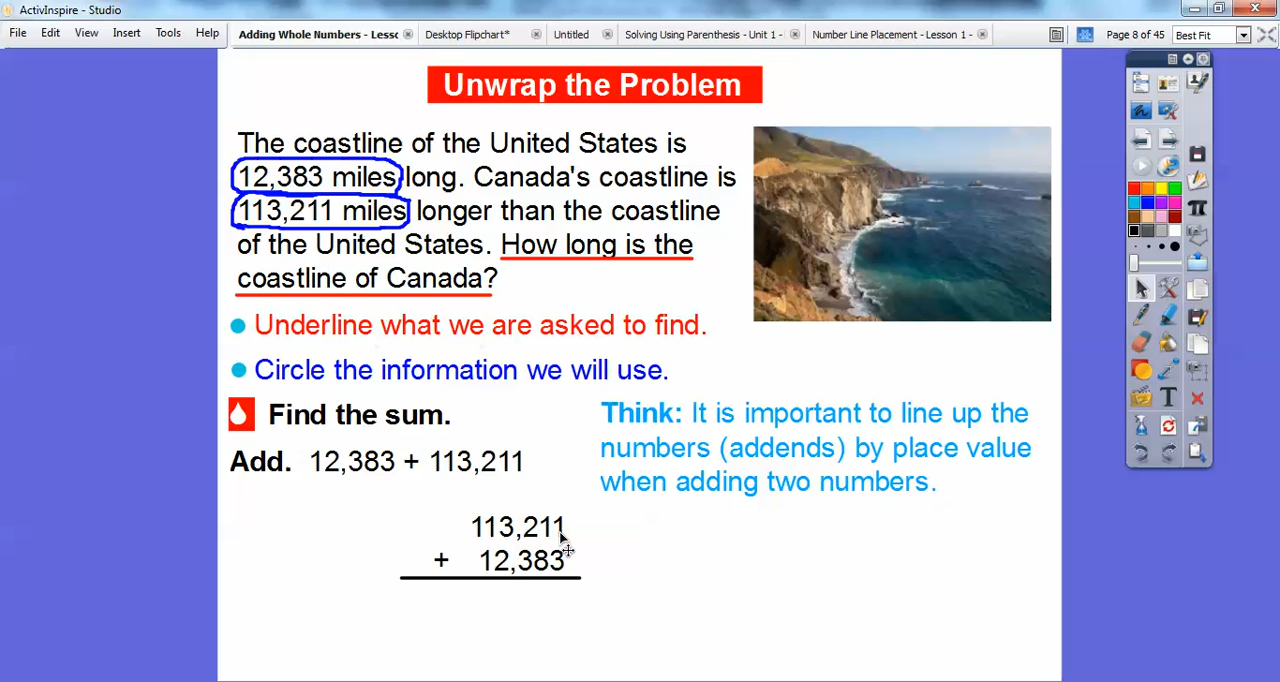 ActivInspire - Studio
File Edit View Insert Tools Help
Adding Whole Numbers - Lessc Desktop Flipchart* Untitled Solving Using Parenthesis - Unit 1 - Number Line Placement - Lesson 1 - Page 8 of 45 Best Fit
Unwrap the Problem
The coastline of the United States is
12,383 miles long. Canada's coastline is
113,211 miles longer than the coastline
of the United States. How long is the
coastline of Canada?
Underline what we are asked to find.
Circle the information we will use.
Find the sum.
Add. 12,383 + 113,211
Think: It is important to line up the
numbers (addends) by place value
when adding two numbers.
113,211
+ 12,383